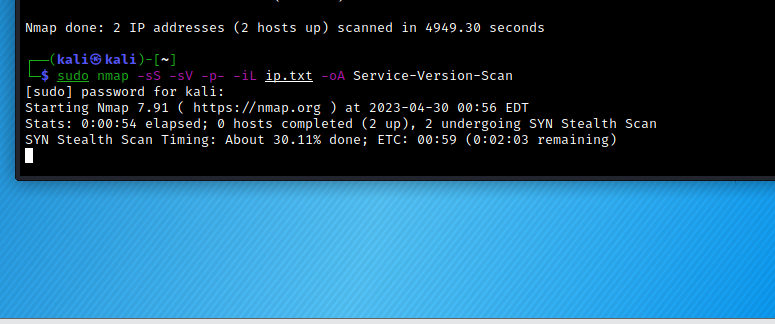 Nmap done: 2 IP addresses (2 hosts up) scanned in 4949.30 seconds
┌──(kali㉿kali)-[~]
└─$ sudo nmap -sS -sV -p- -iL ip.txt -oA Service-Version-Scan
[sudo] password for kali:
Starting Nmap 7.91 ( https://nmap.org ) at 2023-04-30 00:56 EDT
Stats: 0:00:54 elapsed; 0 hosts completed (2 up), 2 undergoing SYN Stealth Scan
SYN Stealth Scan Timing: About 30.11% done; ETC: 00:59 (0:02:03 remaining)